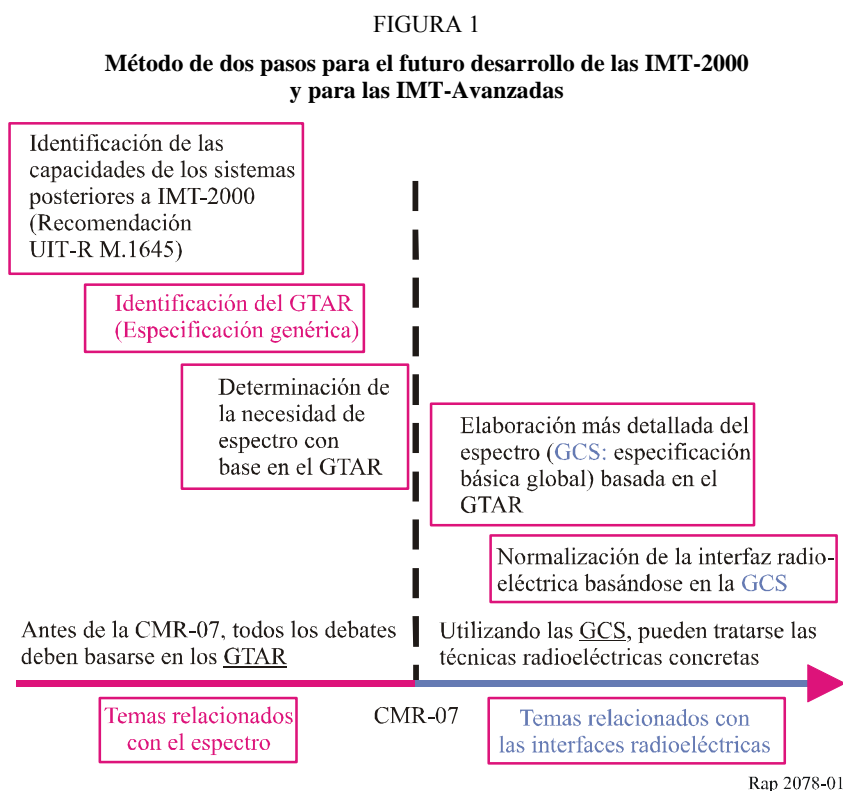 FIGURA 1
Método de dos pasos para el futuro desarrollo de las IMT-2000
y para las IMT-Avanzadas
Identificación de las
capacidades de los sistemas
posteriores a IMT-2000
(Recomendación
UIT-R M.1645)
Identificación del GTAR
(Especificación genérica)
Determinación de
la necesidad de
espectro con
base en el GTAR
Elaboración más detallada del
espectro (GCS: especificación
básica global) basada en el
GTAR
Normalización de la interfaz radio-
eléctrica basándose en la GCS
Antes de la CMR-07, todos los debates
deben basarse en los GTAR
Utilizando las GCS, pueden tratarse las
técnicas radioeléctricas concretas
Temas relacionados
con el espectro
CMR-07
Temas relacionados con
las interfaces radioeléctricas
Rap 2078-01